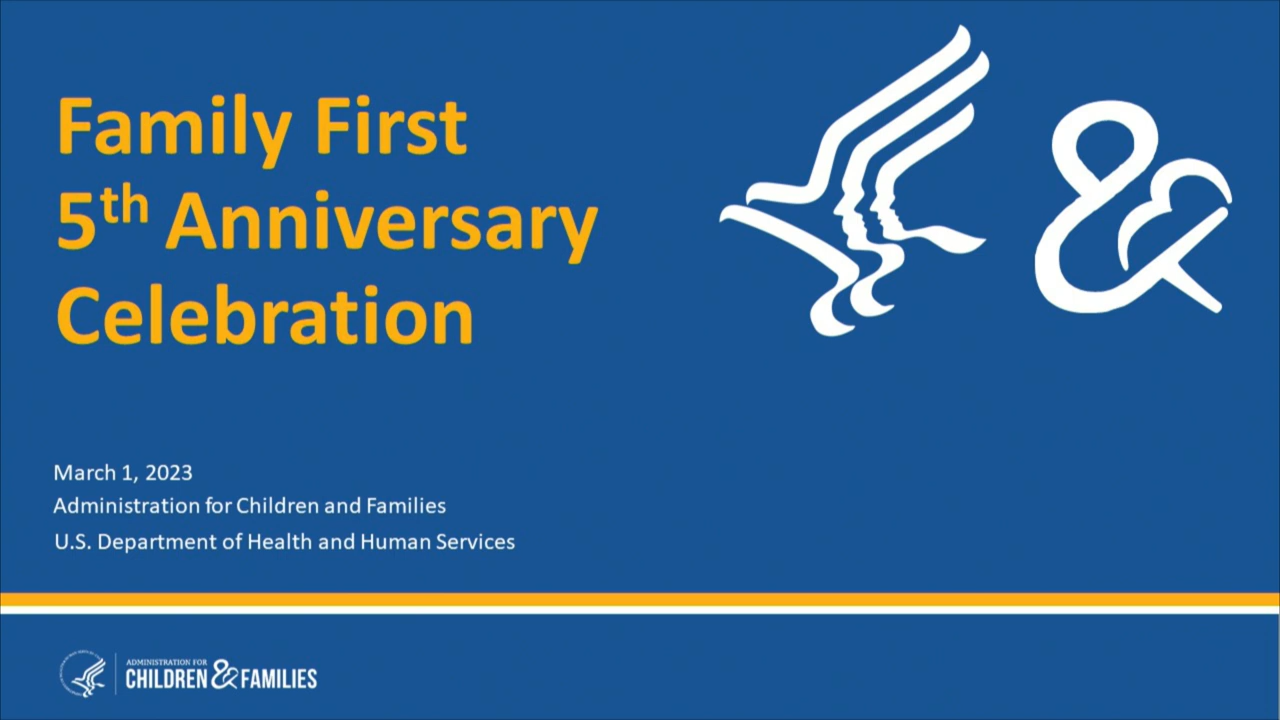 Family First
5th Anniversary
Celebration
&
March 1, 2023
Administration for Children and Families
U.S. Department of Health and Human Services
ADMINISTRATION FOR
CHILDREN & FAMILIES